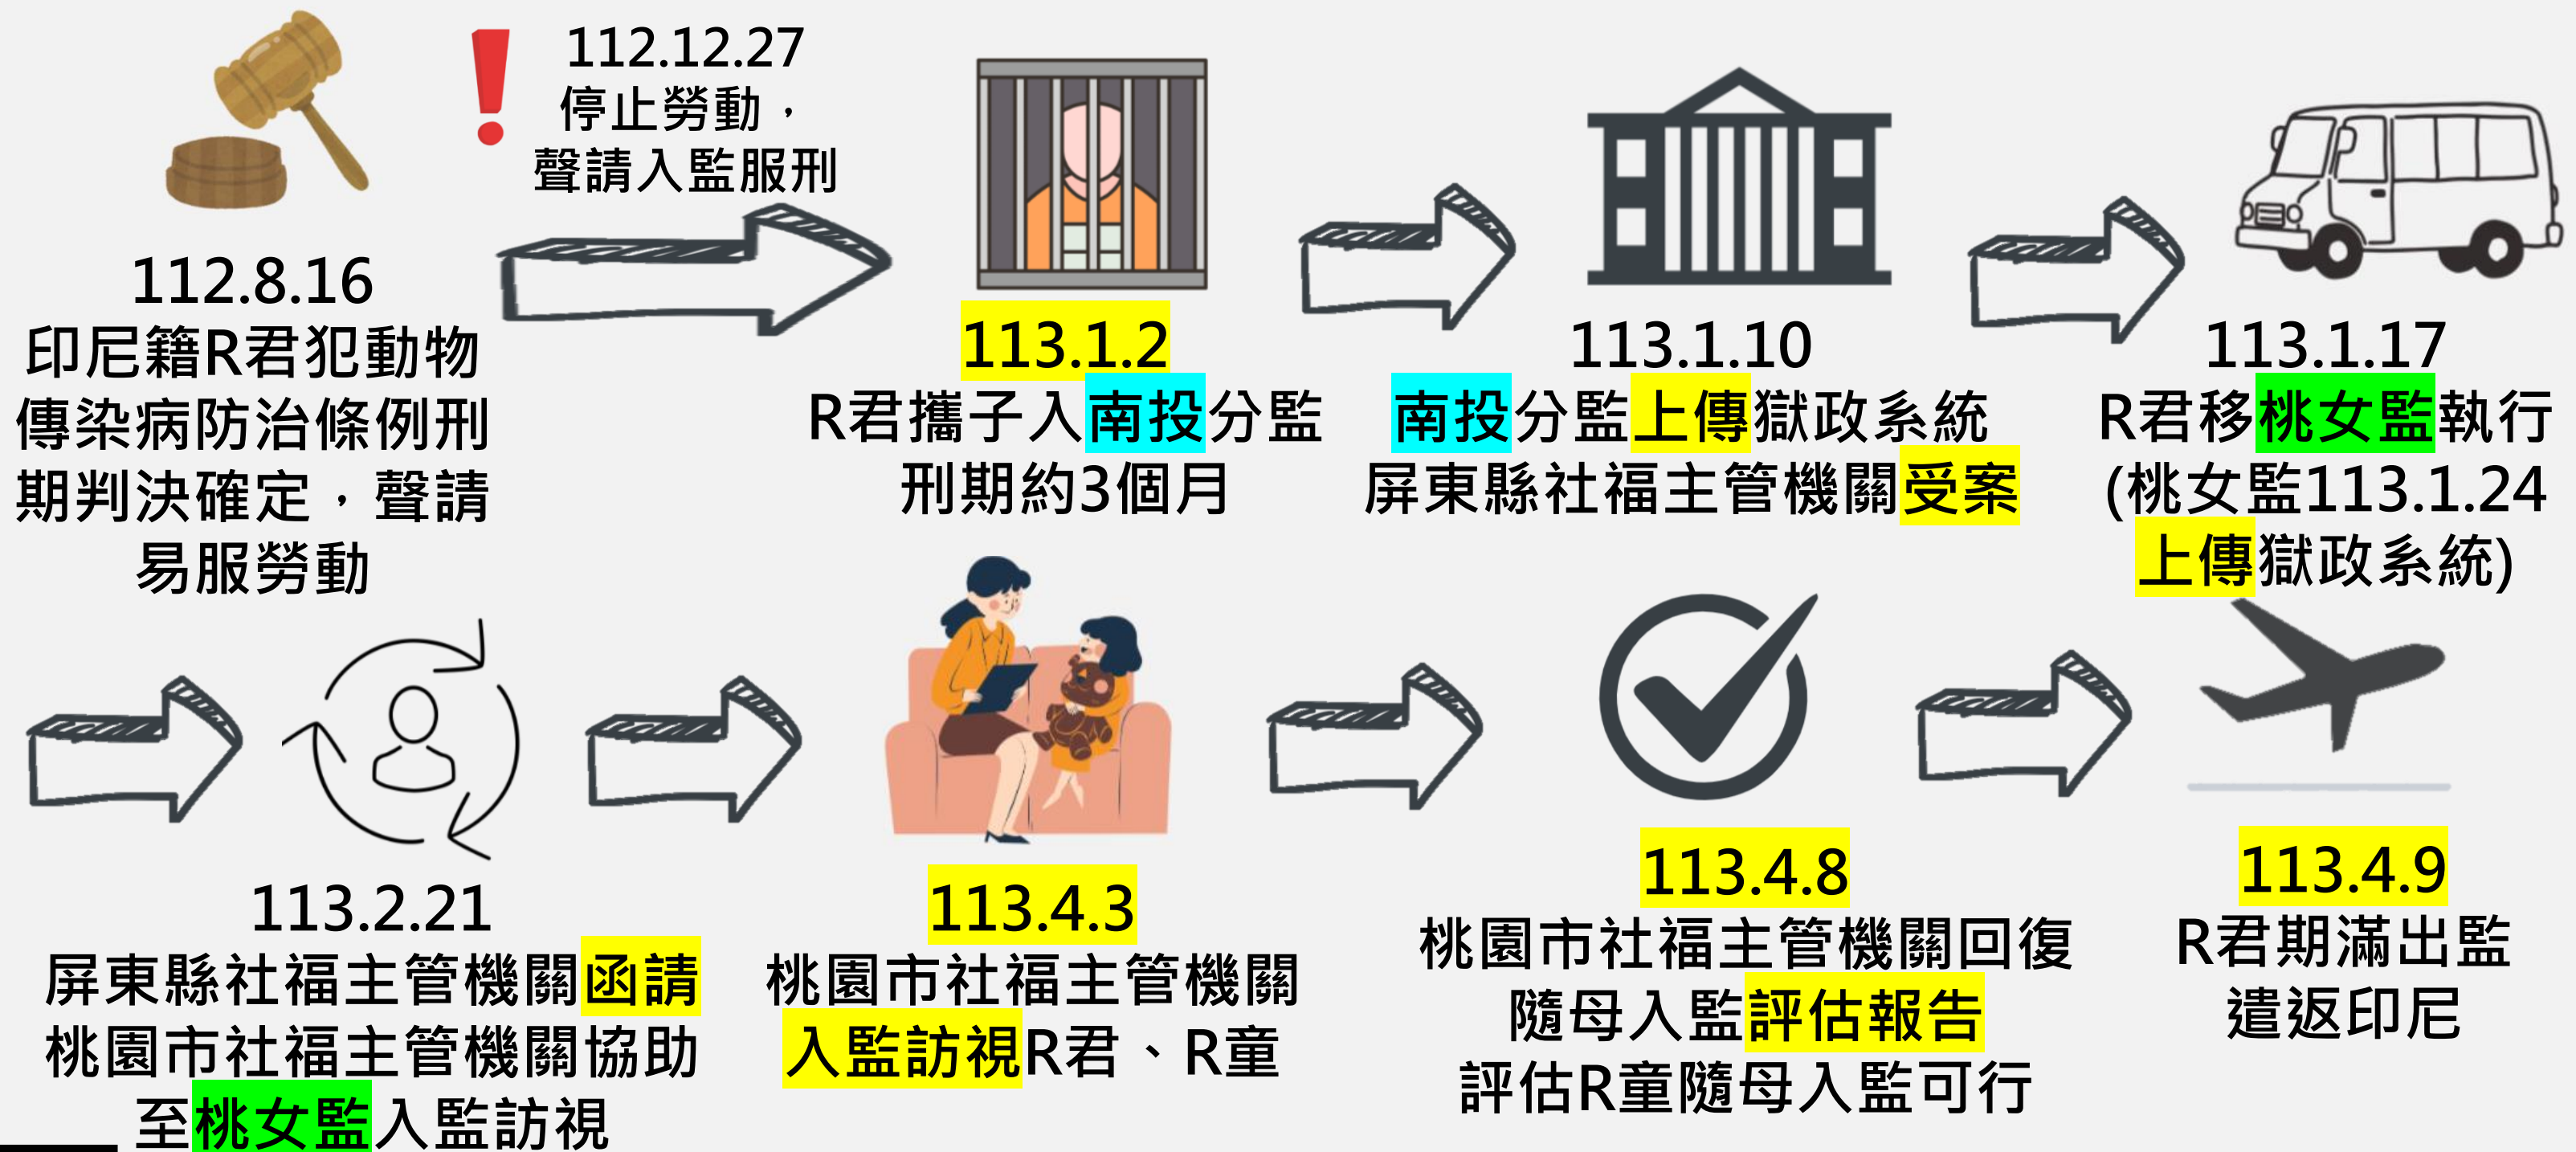 112.12.27
停止勞動，
聲請入監服刑
112.8.16
印尼籍R君犯動物
傳染病防治條例刑
期判決確定，聲請
易服勞動
113.1.2
R君攜子入南投分監
刑期約3個月
113.1.10
南投分監上傳獄政系統
屏東縣社福主管機關受案
113.1.17
R君移桃女監執行
(桃女監113.1.24
上傳獄政系統)
113.2.21
屏東縣社福主管機關函請
桃園市社福主管機關協助
至桃女監入監訪視
113.4.3
桃園市社福主管機關
入監訪視R君、R童
113.4.8
桃園市社福主管機關回復
隨母入監評估報告
評估R童隨母入監可行
113.4.9
R君期滿出監
遣返印尼